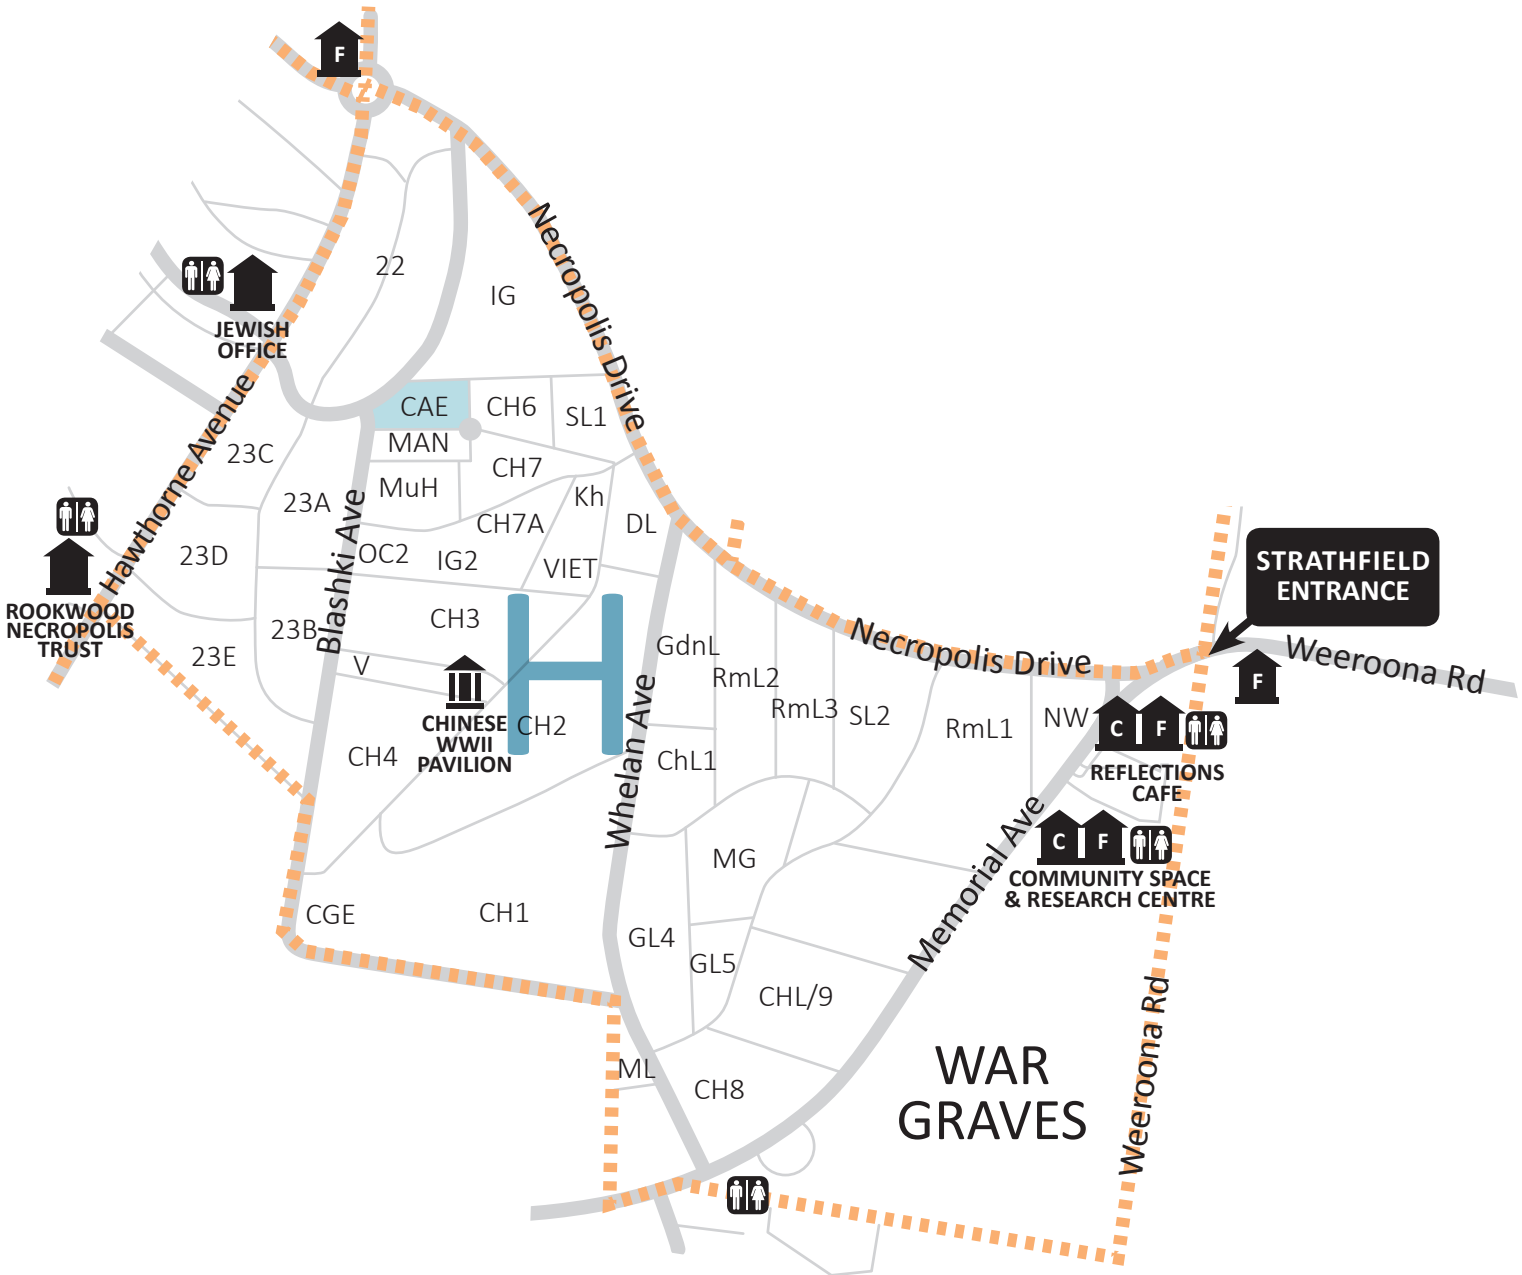 F
Necropolis Drive
22
IG
JEWISH
OFFICE
Hawthorne Avenue
CAE
CH6
SL1
MAN
23C
CH7
MuH
23A
Kh
CH7A
DL
Blashki Ave
OC2
IG2
VIET
23D
STRATHFIELD
ENTRANCE
ROOKWOOD
NECROPOLIS
TRUST
23B
CH3
H
23E
V
GdnL
Necropolis Drive
Weeroona Rd
RmL2
RmL3
SL2
RmL1
NW
F
C
F
CHINESE
WWII
PAVILION
CH2
CH4
Whelan Ave
ChL1
REFLECTIONS
CAFE
C
F
MG
COMMUNITY SPACE
& RESEARCH CENTRE
Memorial Ave
CGE
CH1
GL4
GL5
CHL/9
Weeroona Rd
WAR
GRAVES
ML
CH8